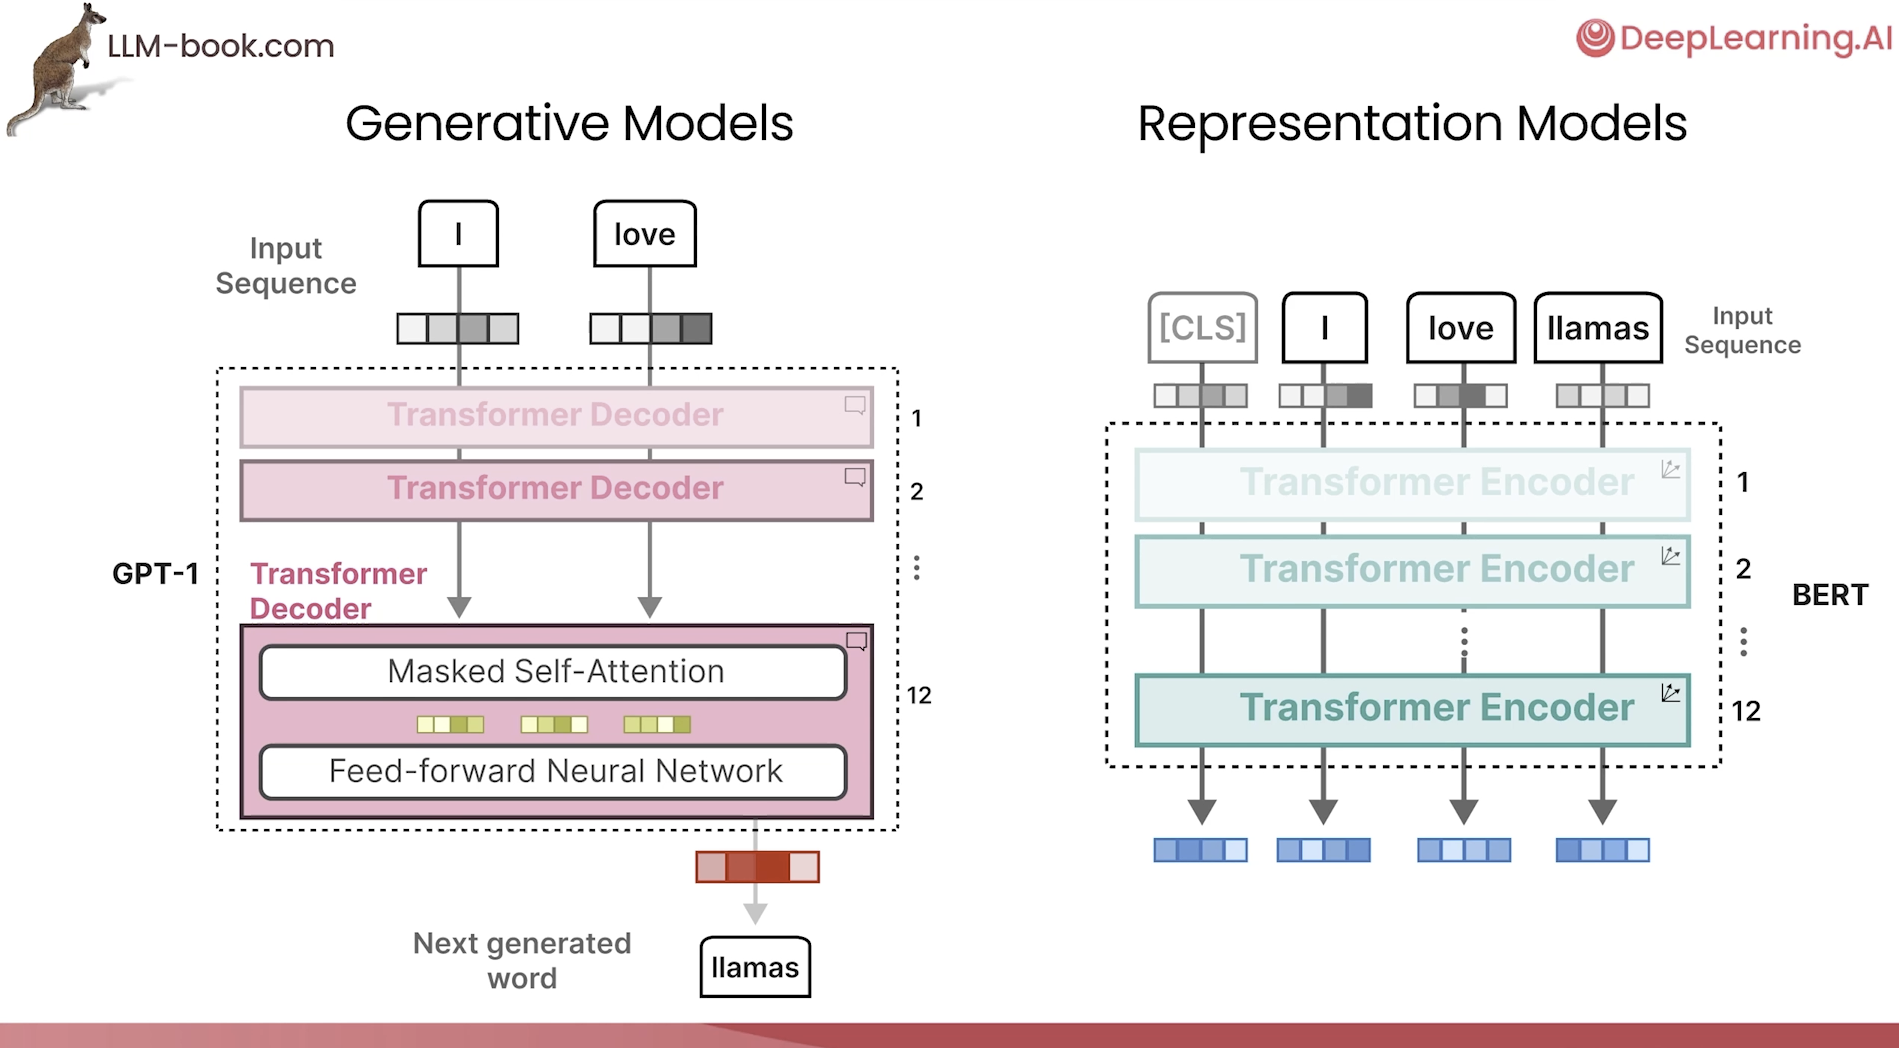 LLM-book.com
DeepLearning.AI
Generative Models
Input
Sequence
I
love
Transformer Decoder
1
Transformer Decoder
2
GPT-1
Transformer
Decoder
Masked Self-Attention
12
Feed-forward Neural Network
Next generated
word
llamas
Representation Models
[CLS]
I
love
llamas
Input
Sequence
Transformer Encoder
1
Transformer Encoder
2
BERT
Transformer Encoder
12